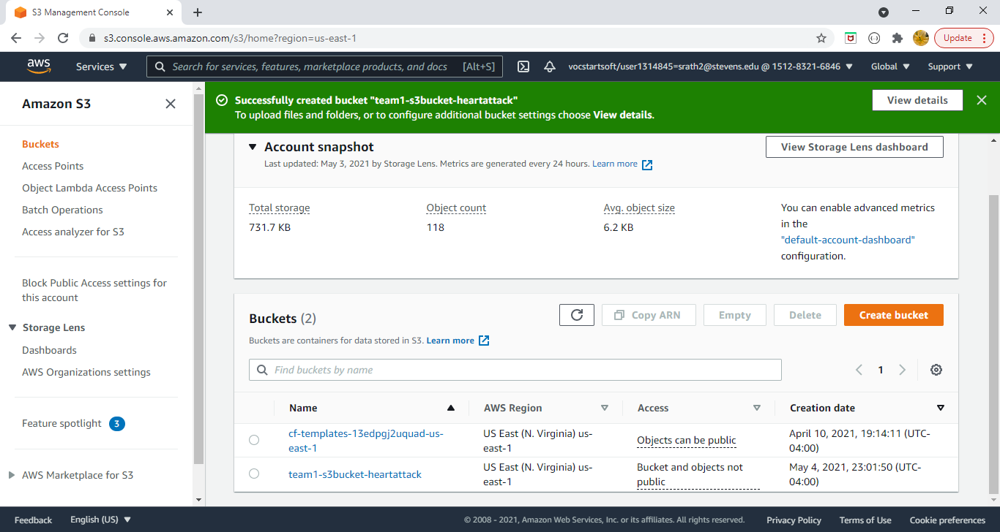 S3 Management Console
s3.console.aws.amazon.com/s3/home?region=us-east-1
Update
aws
Services
Search for services, features, marketplace products, and docs [Alt+S]
vocstartsoft/user1314845=srath2@stevens.edu @ 1512-8321-6846
Global
Support
Amazon S3
Buckets
Access Points
Object Lambda Access Points
Batch Operations
Access analyzer for S3
Block Public Access settings for
this account
Storage Lens
Dashboards
AWS Organizations settings
Feature spotlight 3
AWS Marketplace for S3
Successfully created bucket "team1-s3bucket-heartattack"
To upload files and folders, or to configure additional bucket settings choose View details.
View details
Account snapshot
Last updated: May 3, 2021 by Storage Lens. Metrics are generated every 24 hours. Learn more
View Storage Lens dashboard
Total storage
731.7 KB
Object count
118
Avg. object size
6.2 KB
You can enable advanced metrics
in the
"default-account-dashboard"
configuration.
Buckets (2)
Copy ARN
Empty
Delete
Create bucket
Buckets are containers for data stored in S3. Learn more
Find buckets by name
1
Name
AWS Region
Access
Creation date
cf-templates-13edpgj2uquad-us-
east-1
US East (N. Virginia) us-
east-1
Objects can be public
April 10, 2021, 19:14:11 (UTC-
04:00)
team1-s3bucket-heartattack
US East (N. Virginia) us-
east-1
Bucket and objects not
public
May 4, 2021, 23:01:50 (UTC-
04:00)
Feedback
English (US)
© 2008 - 2021, Amazon Web Services, Inc. or its affiliates. All rights reserved.
Privacy Policy
Terms of Use
Cookie preferences